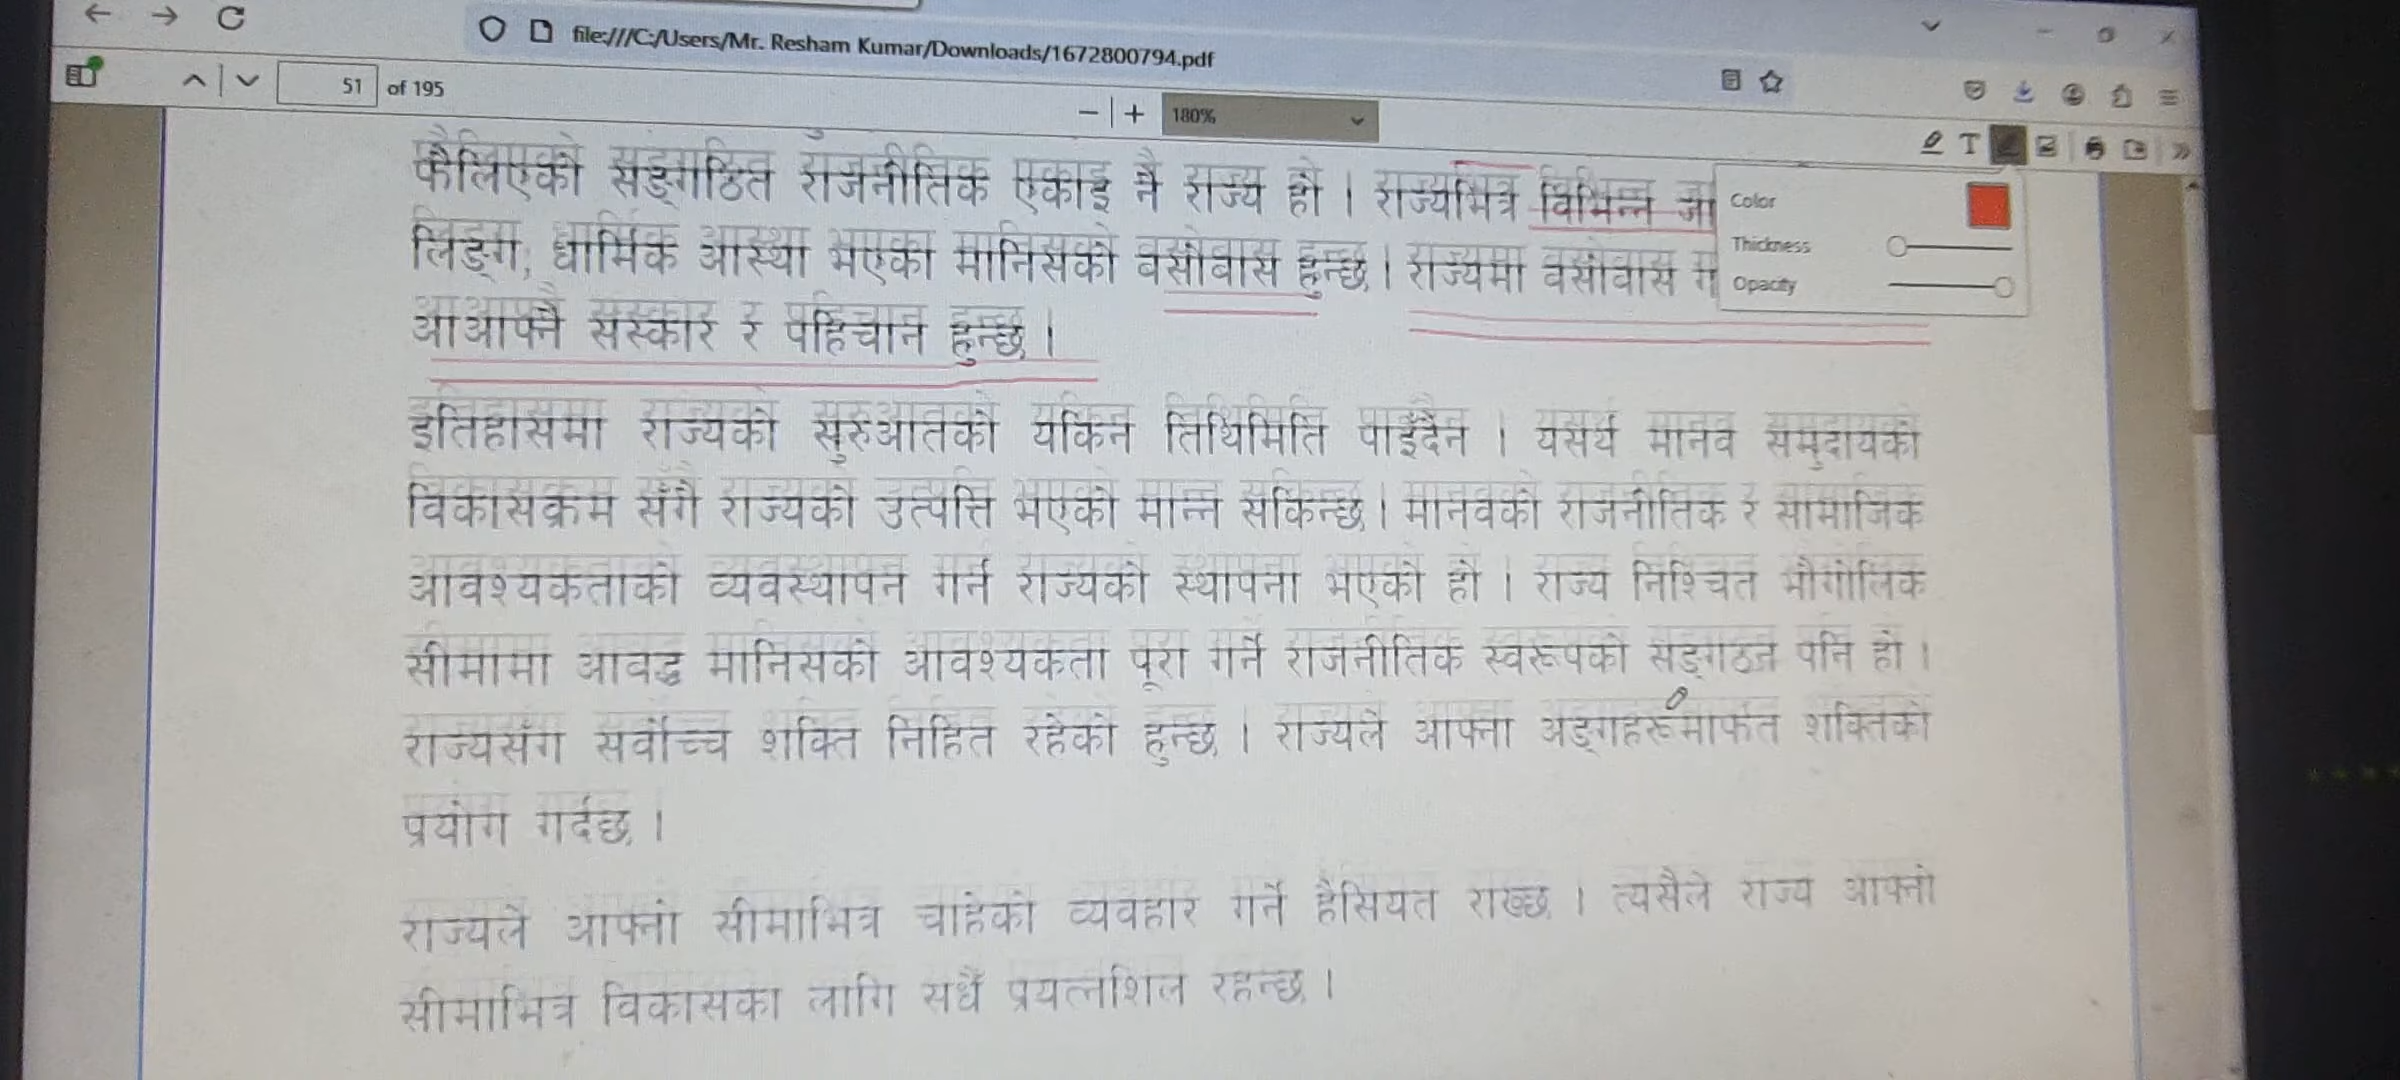 file:///C:/Users/Mr. Resham Kumar/Downloads/1672800794.pdf
51 of 195
180%
Color
Thickness
Opacity
फैलिएको सङ्गठित राजनीतिक एकाइ नै राज्य हो । राज्यभित्र विभिन्न जा
लिङ्ग, धार्मिक आस्था भएका मानिसको वसोवास हुन्छ । राज्यमा वसोवास ग
आआफ्नै संस्कार र पहिचान हुन्छ ।
इतिहासमा राज्यको सुरुआतको यकिन तिथिमिति पाईदैन । यसर्थ मानव समुदायको
विकासक्रम सँगै राज्यको उत्पत्ति भएको मान्न सकिन्छ । मानवको राजनीतिक र सामाजिक
आवश्यकताको व्यवस्थापन गर्न राज्यको स्थापना भएको हो । राज्य निश्चित भौगोलिक
सीमामा आवद्ध मानिसको आवश्यकता पूरा गर्ने राजनीतिक स्वरूपको सङ्गठन पनि हो ।
राज्यसँग सर्वोच्च शक्ति निहित रहेको हुन्छ । राज्यले आफ्ना अङ्गहरूमार्फत शक्तिको
प्रयोग गर्दछ ।
राज्यले आफ्नो सीमाभित्र चाहेको व्यवहार गर्ने हैसियत राख्छ । त्यसैले राज्य आफ्नो
सीमाभित्र विकासका लागि सधैं प्रयत्नशिल रहन्छ ।